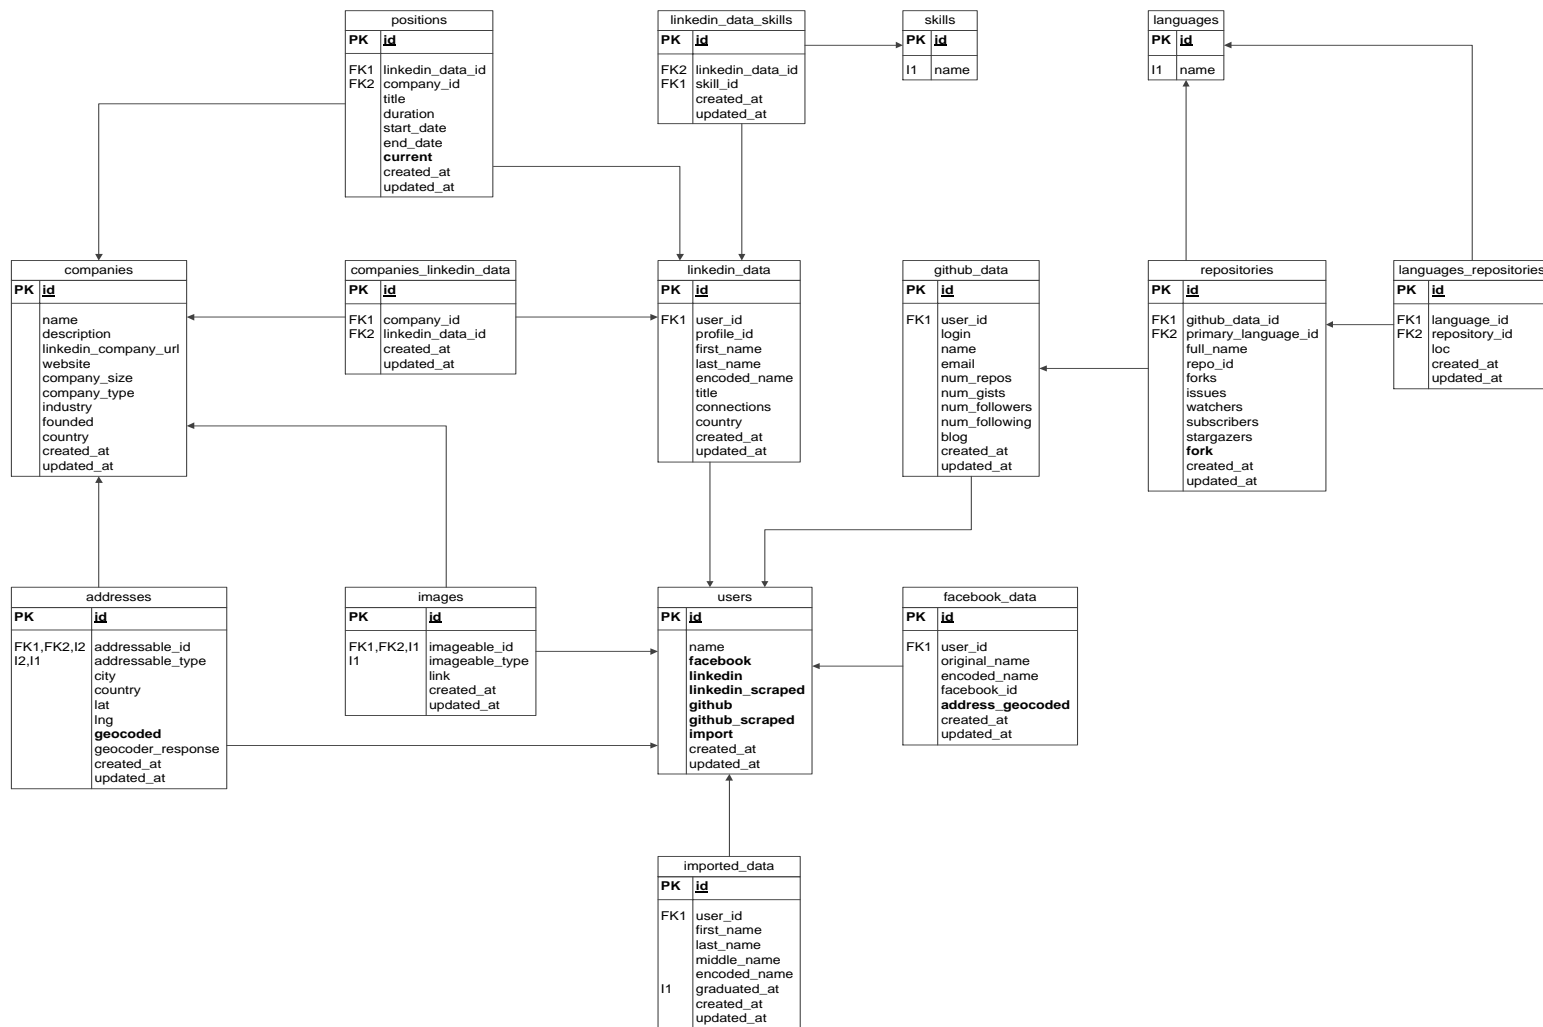 positions
PK id
FK1 linkedin_data_id
FK2 company_id
title
duration
start_date
end_date
current
created_at
updated_at
linkedin_data_skills
PK id
FK2 linkedin_data_id
FK1 skill_id
created_at
updated_at
skills
PK id
I1 name
languages
PK id
I1 name
companies
PK id
name
description
linkedin_company_url
website
company_size
company_type
industry
founded
country
created_at
updated_at
companies_linkedin_data
PK id
FK1 company_id
FK2 linkedin_data_id
created_at
updated_at
linkedin_data
PK id
FK1 user_id
profile_id
first_name
last_name
encoded_name
title
connections
country
created_at
updated_at
github_data
PK id
FK1 user_id
login
name
email
num_repos
num_gists
num_followers
num_following
blog
created_at
updated_at
repositories
PK id
FK1 github_data_id
FK2 primary_language_id
full_name
repo_id
forks
issues
watchers
subscribers
stargazers
fork
created_at
updated_at
languages_repositories
PK id
FK1 language_id
FK2 repository_id
loc
created_at
updated_at
addresses
PK id
FK1,FK2,I2 addressable_id
I2,I1 addressable_type
city
country
lat
lng
geocoded
geocoder_response
created_at
updated_at
images
PK id
FK1,FK2,I1 imageable_id
I1 imageable_type
link
created_at
updated_at
users
PK id
name
facebook
linkedin
linkedin_scraped
github
github_scraped
import
created_at
updated_at
facebook_data
PK id
FK1 user_id
original_name
encoded_name
facebook_id
address_geocoded
created_at
updated_at
imported_data
PK id
FK1 user_id
first_name
last_name
middle_name
encoded_name
I1 graduated_at
created_at
updated_at